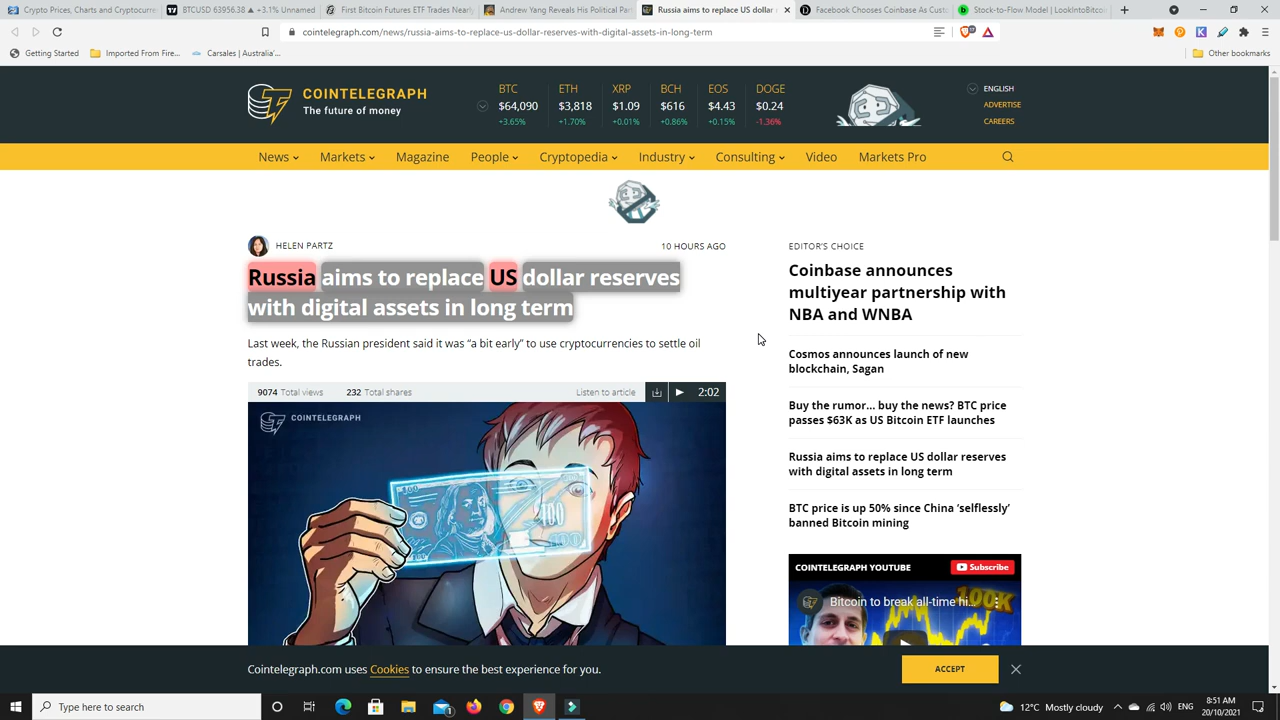 Crypto Prices, Charts and Cryptocurr
BTCUSD 63956.38 ▲ +3.1% Unnamed
First Bitcoin Futures ETF Trades Nearly
Andrew Yang Reveals His Political Par
Russia aims to replace US dollar
Facebook Chooses Coinbase As Custo
Stock-to-Flow Model | LookIntoBitcoi
cointelegraph.com/news/russia-aims-to-replace-us-dollar-reserves-with-digital-assets-in-long-term
Getting Started
Imported From Fire...
Carsales | Australia'...
Other bookmarks
COINTELEGRAPH
The future of money
BTC ETH XRP BCH EOS DOGE
$64,090 $3,818 $1.09 $616 $4.43 $0.24
+3.65% +1.70% +0.01% +0.86% +0.15% -1.36%
ENGLISH
ADVERTISE
CAREERS
News Markets Magazine People Cryptopedia Industry Consulting Video Markets Pro
HELEN PARTZ
10 HOURS AGO
Russia aims to replace US dollar reserves
with digital assets in long term
Last week, the Russian president said it was “a bit early” to use cryptocurrencies to settle oil
trades.
9074 Total views 232 Total shares Listen to article 2:02
COINTELEGRAPH
100
EDITOR’S CHOICE
Coinbase announces
multiyear partnership with
NBA and WNBA
Cosmos announces launch of new
blockchain, Sagan
Buy the rumor... buy the news? BTC price
passes $63K as US Bitcoin ETF launches
Russia aims to replace US dollar reserves
with digital assets in long term
BTC price is up 50% since China ‘selflessly’
banned Bitcoin mining
COINTELEGRAPH YOUTUBE
Subscribe
Bitcoin to break all-time hi...
100K
Cointelegraph.com uses Cookies to ensure the best experience for you.
ACCEPT
Type here to search
12°C Mostly cloudy
ENG
8:51 AM
20/10/2021